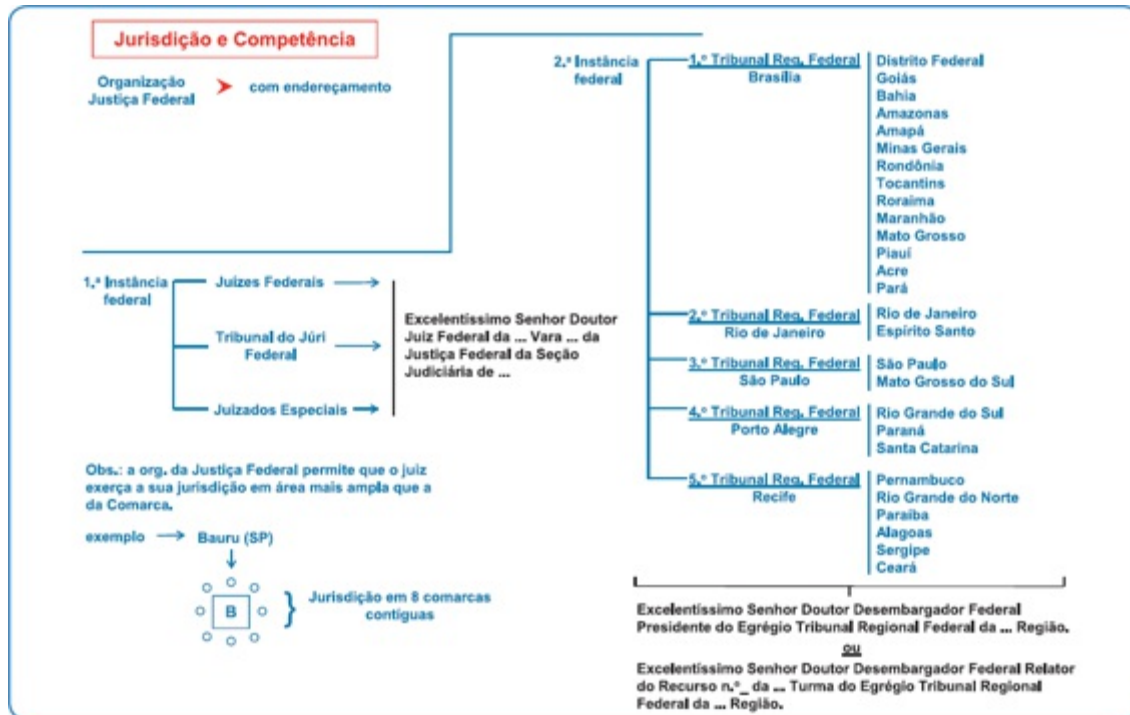 Jurisdição e Competência
Organização
Justiça Federal
com endereçamento
1.ª Instância
federal
Juízes Federais
Tribunal do Júri
Federal
Juizados Especiais
Excelentíssimo Senhor Doutor
Juiz Federal da ... Vara ... da
Justiça Federal da Seção
Judiciária de ...
Obs.: a org. da Justiça Federal permite que o juiz
exerça a sua jurisdição em área mais ampla que a
da Comarca.
exemplo
Bauru (SP)
B
Jurisdição em 8 comarcas
contíguas
2.ª Instância
federal
1.º Tribunal Reg. Federal
Brasília
Distrito Federal
Goiás
Bahia
Amazonas
Amapá
Minas Gerais
Rondônia
Tocantins
Roraima
Maranhão
Mato Grosso
Piauí
Acre
Pará
2.º Tribunal Reg. Federal
Rio de Janeiro
Rio de Janeiro
Espírito Santo
3.º Tribunal Reg. Federal
São Paulo
São Paulo
Mato Grosso do Sul
4.º Tribunal Reg. Federal
Porto Alegre
Rio Grande do Sul
Paraná
Santa Catarina
5.º Tribunal Reg. Federal
Recife
Pernambuco
Rio Grande do Norte
Paraíba
Alagoas
Sergipe
Ceará
Excelentíssimo Senhor Doutor Desembargador Federal
Presidente do Egrégio Tribunal Regional Federal da ... Região.
ou
Excelentíssimo Senhor Doutor Desembargador Federal Relator
do Recurso n.º_ da ... Turma do Egrégio Tribunal Regional
Federal da ... Região.